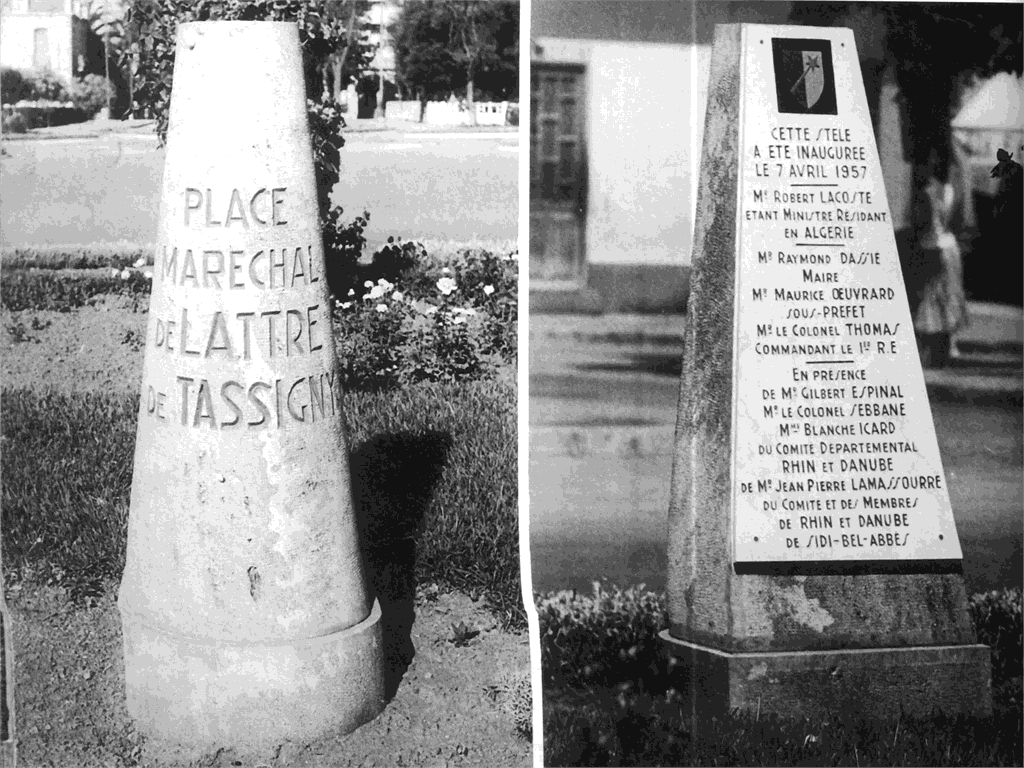 PLACE
MARECHAL
DE LATTRE
DE TASSIGNY
CETTE STELE
A ETE INAUGUREE
LE 7 AVRIL 1957
MR ROBERT LACOSTE
ETANT MINISTRE RESIDANT
EN ALGERIE
MR RAYMOND DASSIE
MAIRE
MR MAURICE ŒUVRARD
SOUS-PREFET
MR LE COLONEL THOMAS
COMMANDANT LE 1ER R.E
EN PRESENCE
DE MR GILBERT ESPINAL
MR LE COLONEL SEBBANE
MME BLANCHE ICARD
DU COMITE DEPARTEMENTAL
RHIN ET DANUBE
DE MR JEAN PIERRE LAMASSOURRE
DU COMITE ET DES MEMBRES
DE RHIN ET DANUBE
DE SIDI-BEL-ABBES